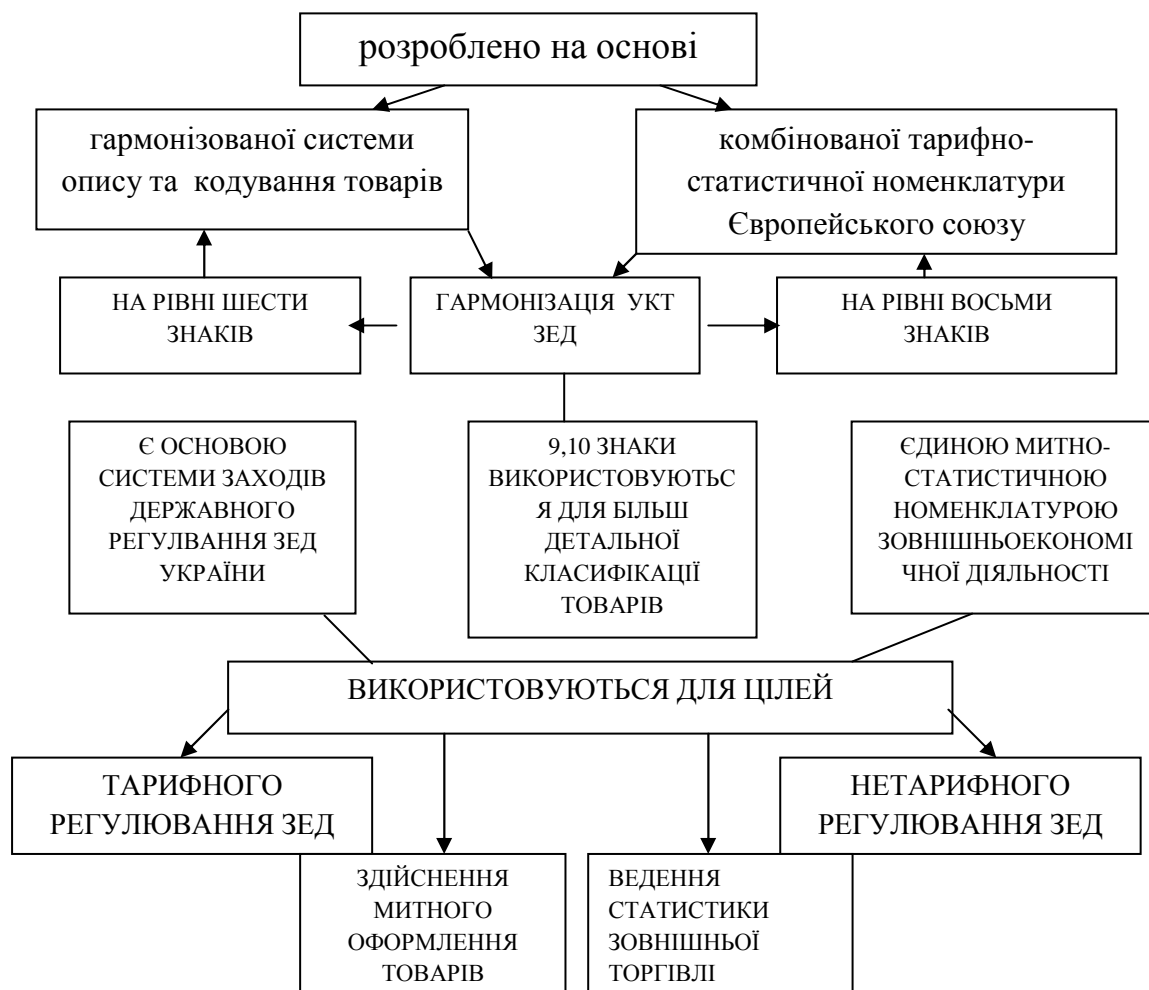 розроблено на основі
гармонізованої системи
опису та кодування товарів
комбінованої тарифно-
статистичної номенклатури
Європейського союзу
НА РІВНІ ШЕСТИ
ЗНАКІВ
ГАРМОНІЗАЦІЯ УКТ
ЗЕД
НА РІВНІ ВОСЬМИ
ЗНАКІВ
Є ОСНОВОЮ
СИСТЕМИ ЗАХОДІВ
ДЕРЖАВНОГО
РЕГУЛВАННЯ ЗЕД
УКРАЇНИ
9,10 ЗНАКИ
ВИКОРИСТОВУЮТЬС
Я ДЛЯ БІЛЬШ
ДЕТАЛЬНОЇ
КЛАСИФІКАЦІЇ
ТОВАРІВ
ЄДИНОЮ МИТНО-
СТАТИСТИЧНОЮ
НОМЕНКЛАТУРОЮ
ЗОВНІШНЬОЕКОНОМІ
ЧНОЇ ДІЯЛЬНОСТІ
ВИКОРИСТОВУЮТЬСЯ ДЛЯ ЦІЛЕЙ
ТАРИФНОГО
РЕГУЛЮВАННЯ ЗЕД
НЕТАРИФНОГО
РЕГУЛЮВАННЯ ЗЕД
ЗДІЙСНЕННЯ
МИТНОГО
ОФОРМЛЕННЯ
ТОВАРІВ
ВЕДЕННЯ
СТАТИСТИКИ
ЗОВНІШНЬОЇ
ТОРГІВЛІ